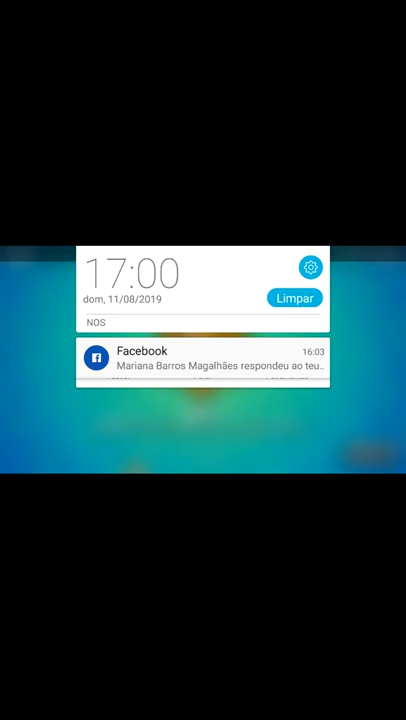 17:00
dom, 11/08/2019
Limpar
NOS
Facebook
16:03
Mariana Barros Magalhães respondeu ao teu..